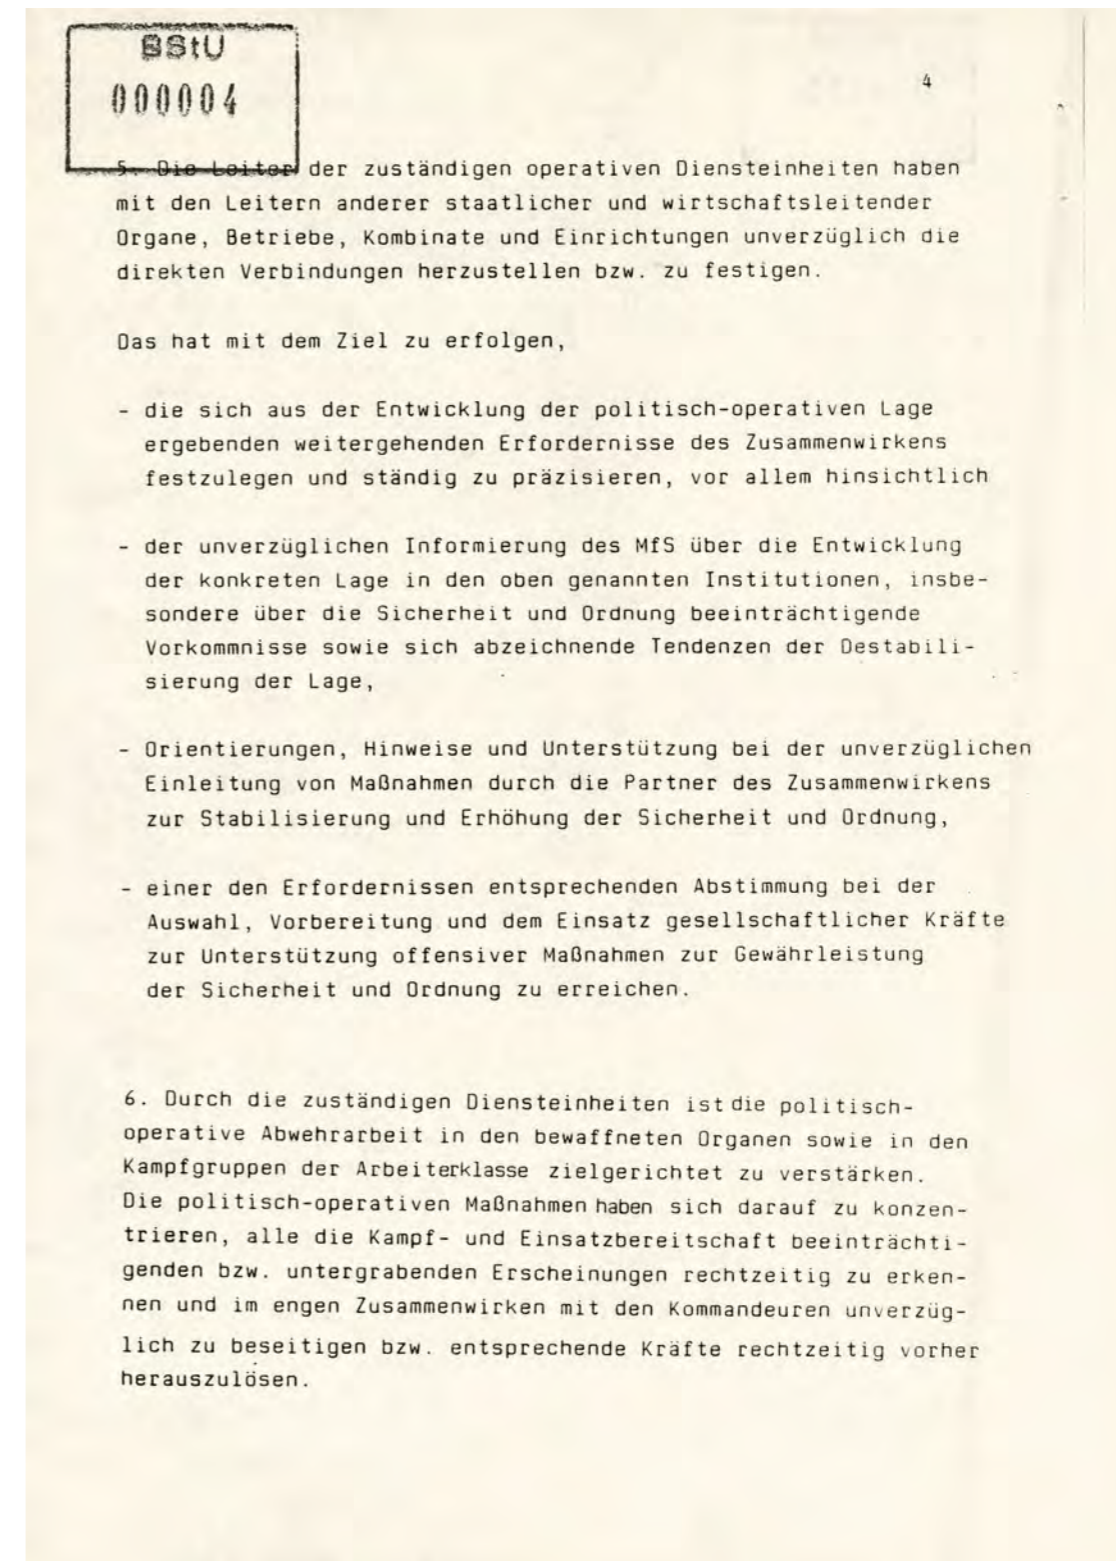 BStU
000004
4
5. Die Leiter der zuständigen operativen Diensteinheiten haben
mit den Leitern anderer staatlicher und wirtschaftsleitender
Organe, Betriebe, Kombinate und Einrichtungen unverzüglich die
direkten Verbindungen herzustellen bzw. zu festigen.
Das hat mit dem Ziel zu erfolgen,
- die sich aus der Entwicklung der politisch-operativen Lage
ergebenden weitergehenden Erfordernisse des Zusammenwirkens
festzulegen und ständig zu präzisieren, vor allem hinsichtlich
- der unverzüglichen Informierung des MfS über die Entwicklung
der konkreten Lage in den oben genannten Institutionen, insbe-
sondere über die Sicherheit und Ordnung beeinträchtigende
Vorkommnisse sowie sich abzeichnende Tendenzen der Destabili-
sierung der Lage,
- Orientierungen, Hinweise und Unterstützung bei der unverzüglichen
Einleitung von Maßnahmen durch die Partner des Zusammenwirkens
zur Stabilisierung und Erhöhung der Sicherheit und Ordnung,
- einer den Erfordernissen entsprechenden Abstimmung bei der
Auswahl, Vorbereitung und dem Einsatz gesellschaftlicher Kräfte
zur Unterstützung offensiver Maßnahmen zur Gewährleistung
der Sicherheit und Ordnung zu erreichen.
6. Durch die zuständigen Diensteinheiten ist die politisch-
operative Abwehrarbeit in den bewaffneten Organen sowie in den
Kampfgruppen der Arbeiterklasse zielgerichtet zu verstärken.
Die politisch-operativen Maßnahmen haben sich darauf zu konzen-
trieren, alle die Kampf- und Einsatzbereitschaft beeinträchti-
genden bzw. untergrabenden Erscheinungen rechtzeitig zu erken-
nen und im engen Zusammenwirken mit den Kommandeuren unverzüg-
lich zu beseitigen bzw. entsprechende Kräfte rechtzeitig vorher
herauszulösen.